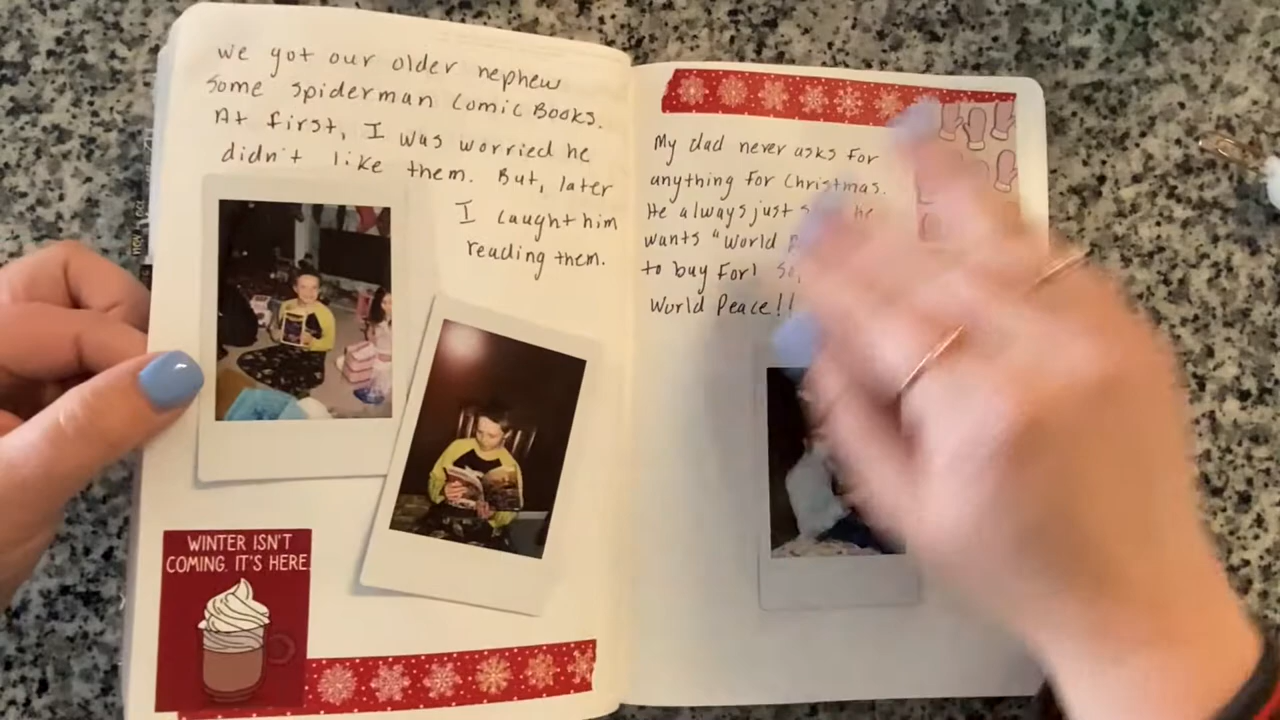 we got our older nephew
some spiderman Comic Books.
At first, I was worried he
didn't like them. But, later
I caught him
reading them.
WINTER ISN'T
COMING. IT'S HERE.
My dad never asks for
anything for Christmas.
He always just he
wants "World
to buy for!
World Peace!!